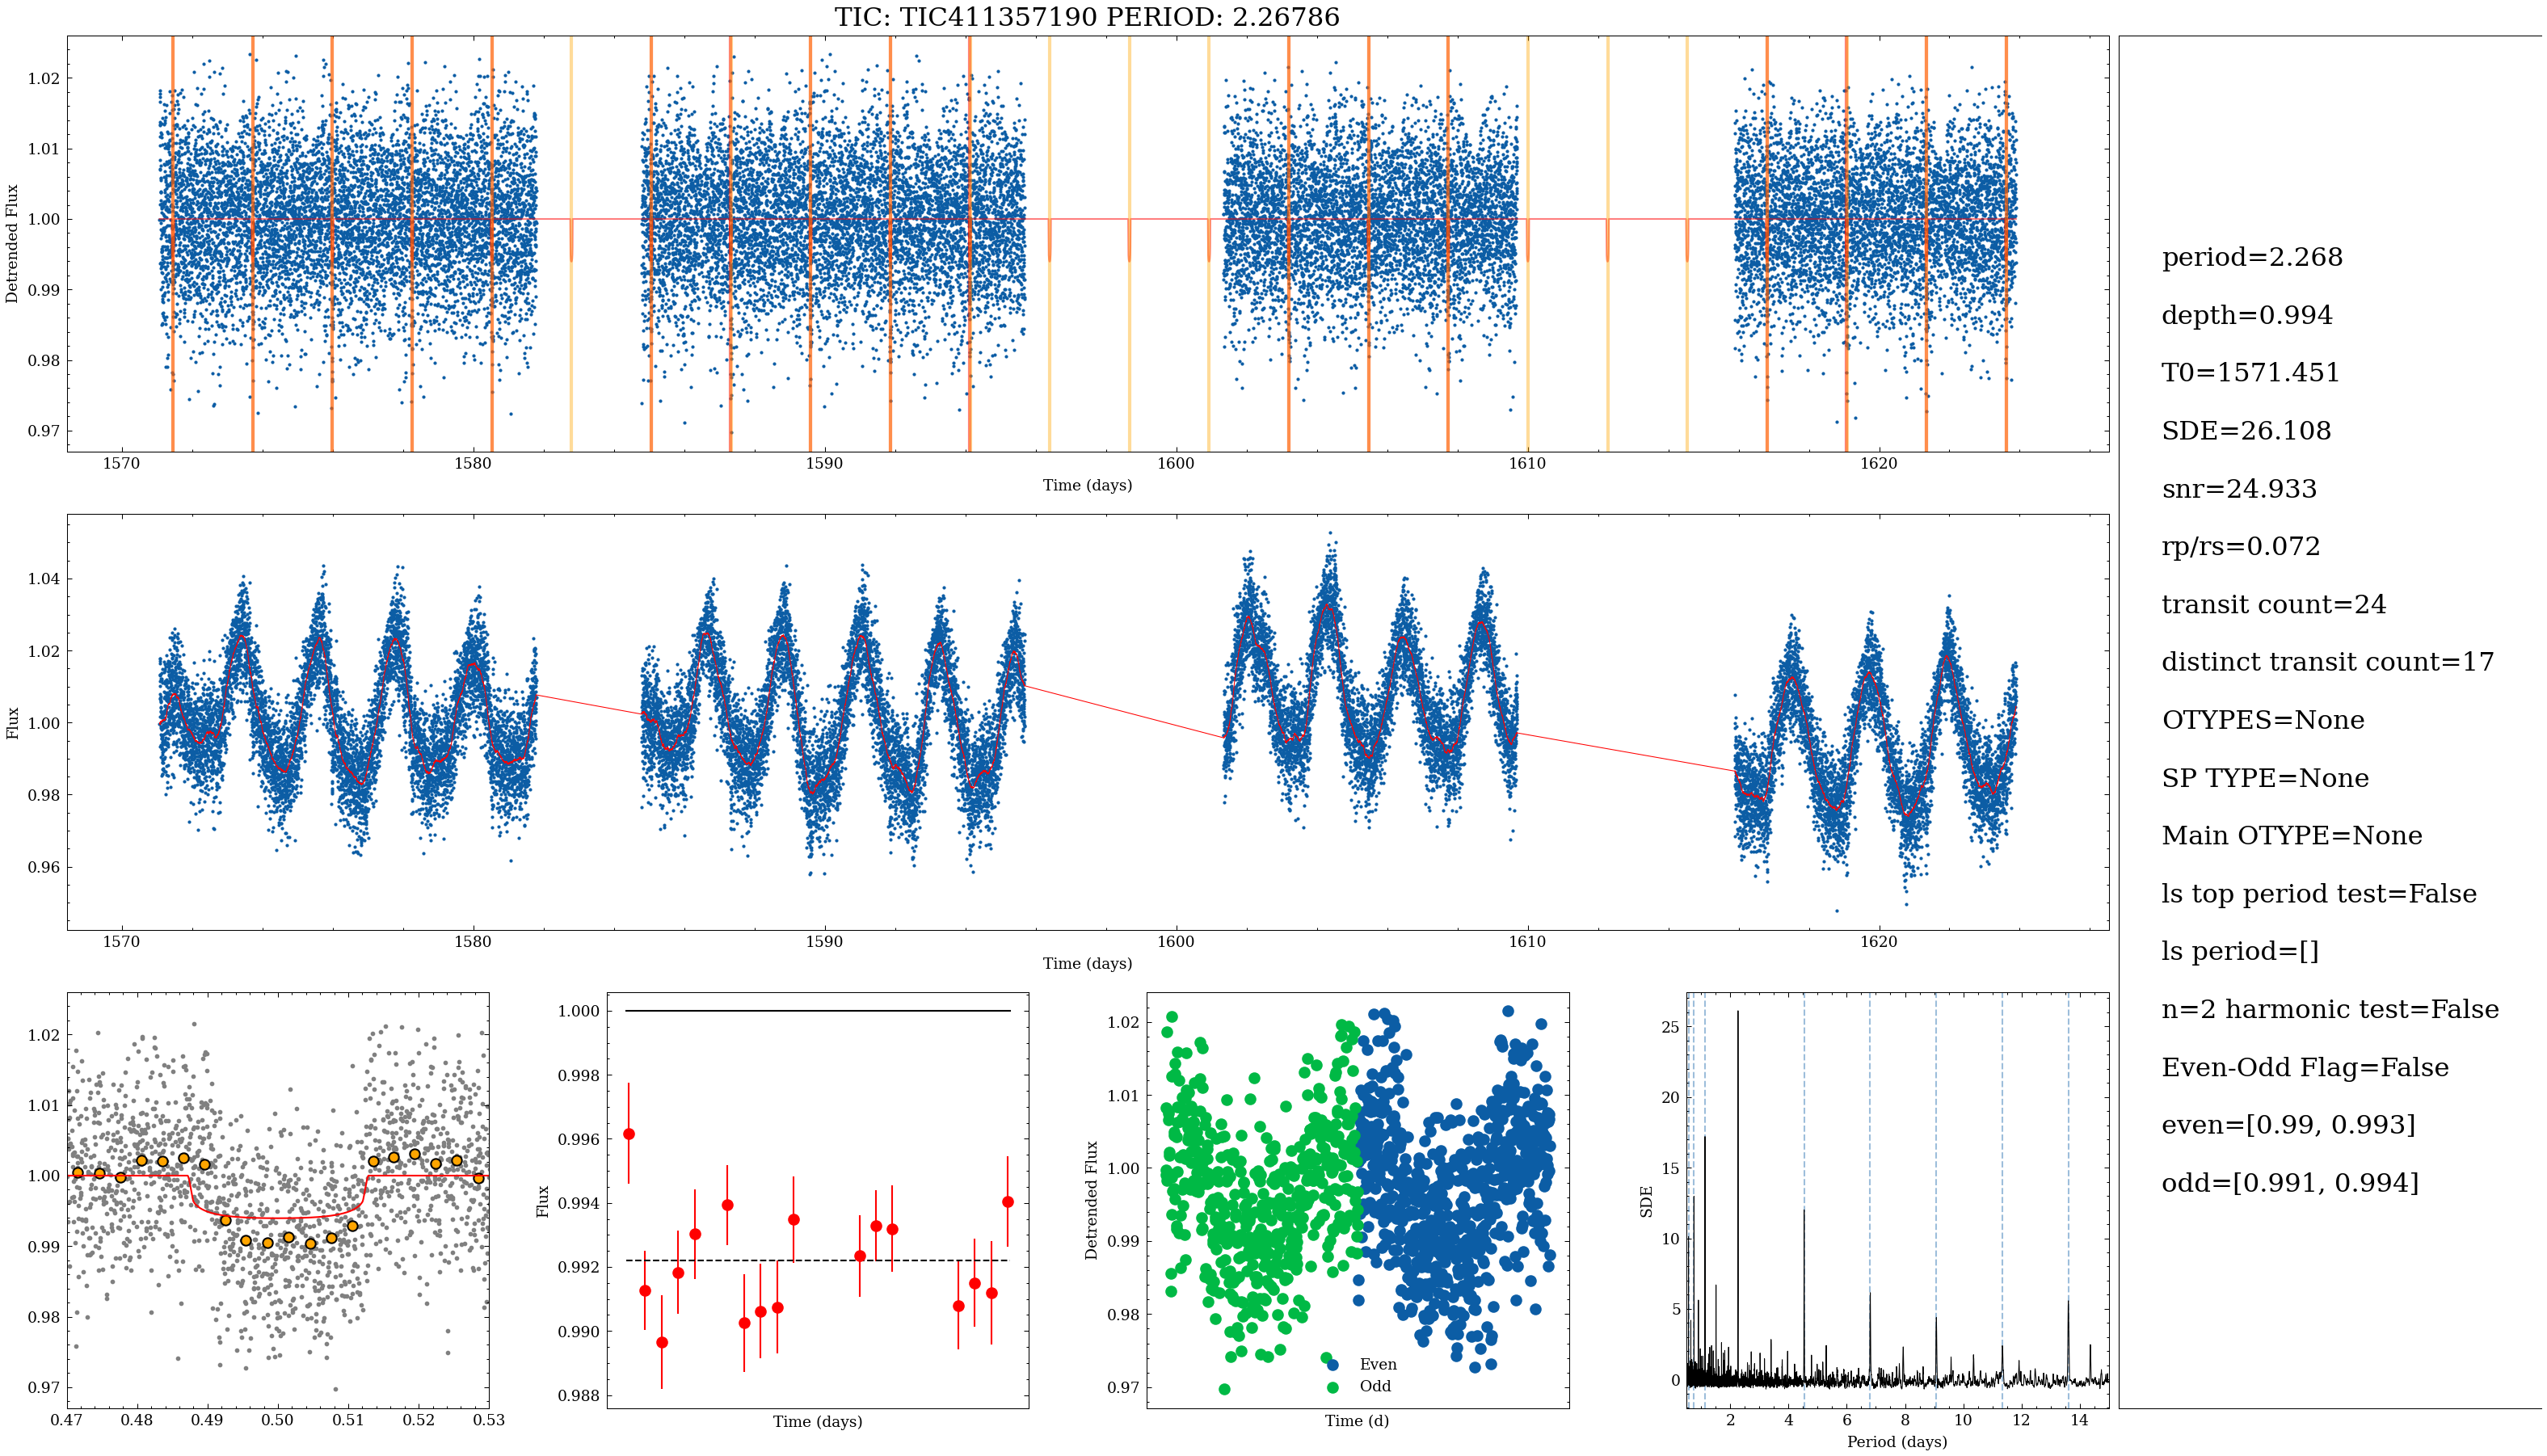 TIC: TIC411357190 PERIOD: 2.26786
Detrended Flux
1.02
1.01
1.00
0.99
0.98
0.97
1570 1580 1590 1600 1610 1620
Time (days)
Flux
1.04
1.02
1.00
0.98
0.96
1570 1580 1590 1600 1610 1620
Time (days)
1.02
1.01
1.00
0.99
0.98
0.97
0.47 0.48 0.49 0.50 0.51 0.52 0.53
Flux
1.000
0.998
0.996
0.994
0.992
0.990
0.988
Time (days)
Detrended Flux
1.02
1.01
1.00
0.99
0.98
0.97
Even
Odd
Time (d)
SDE
25
20
15
10
5
0
2 4 6 8 10 12 14
Period (days)
period=2.268
depth=0.994
T0=1571.451
SDE=26.108
snr=24.933
rp/rs=0.072
transit count=24
distinct transit count=17
OTYPES=None
SP TYPE=None
Main OTYPE=None
ls top period test=False
ls period=[]
n=2 harmonic test=False
Even-Odd Flag=False
even=[0.99, 0.993]
odd=[0.991, 0.994]